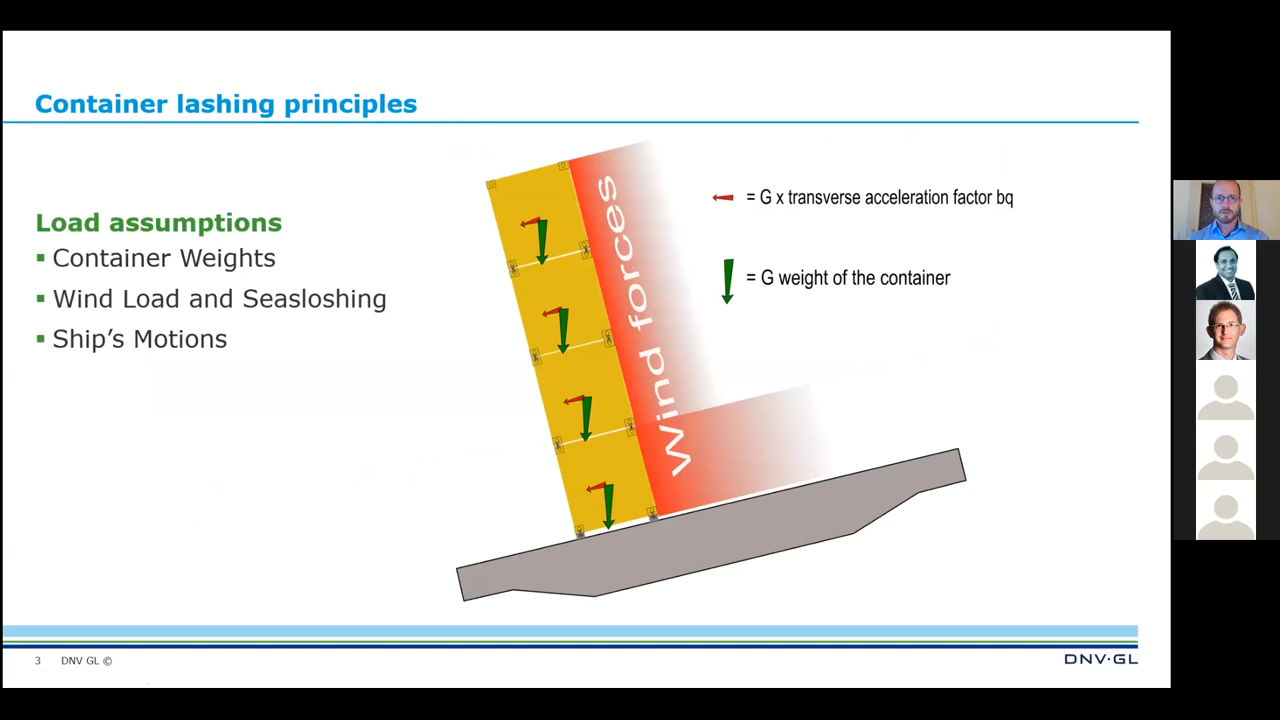 Container lashing principles
Load assumptions
▪ Container Weights
▪ Wind Load and Seasloshing
▪ Ship’s Motions
Wind forces
= G x transverse acceleration factor bq
= G weight of the container
3 DNV GL ©
DNV·GL